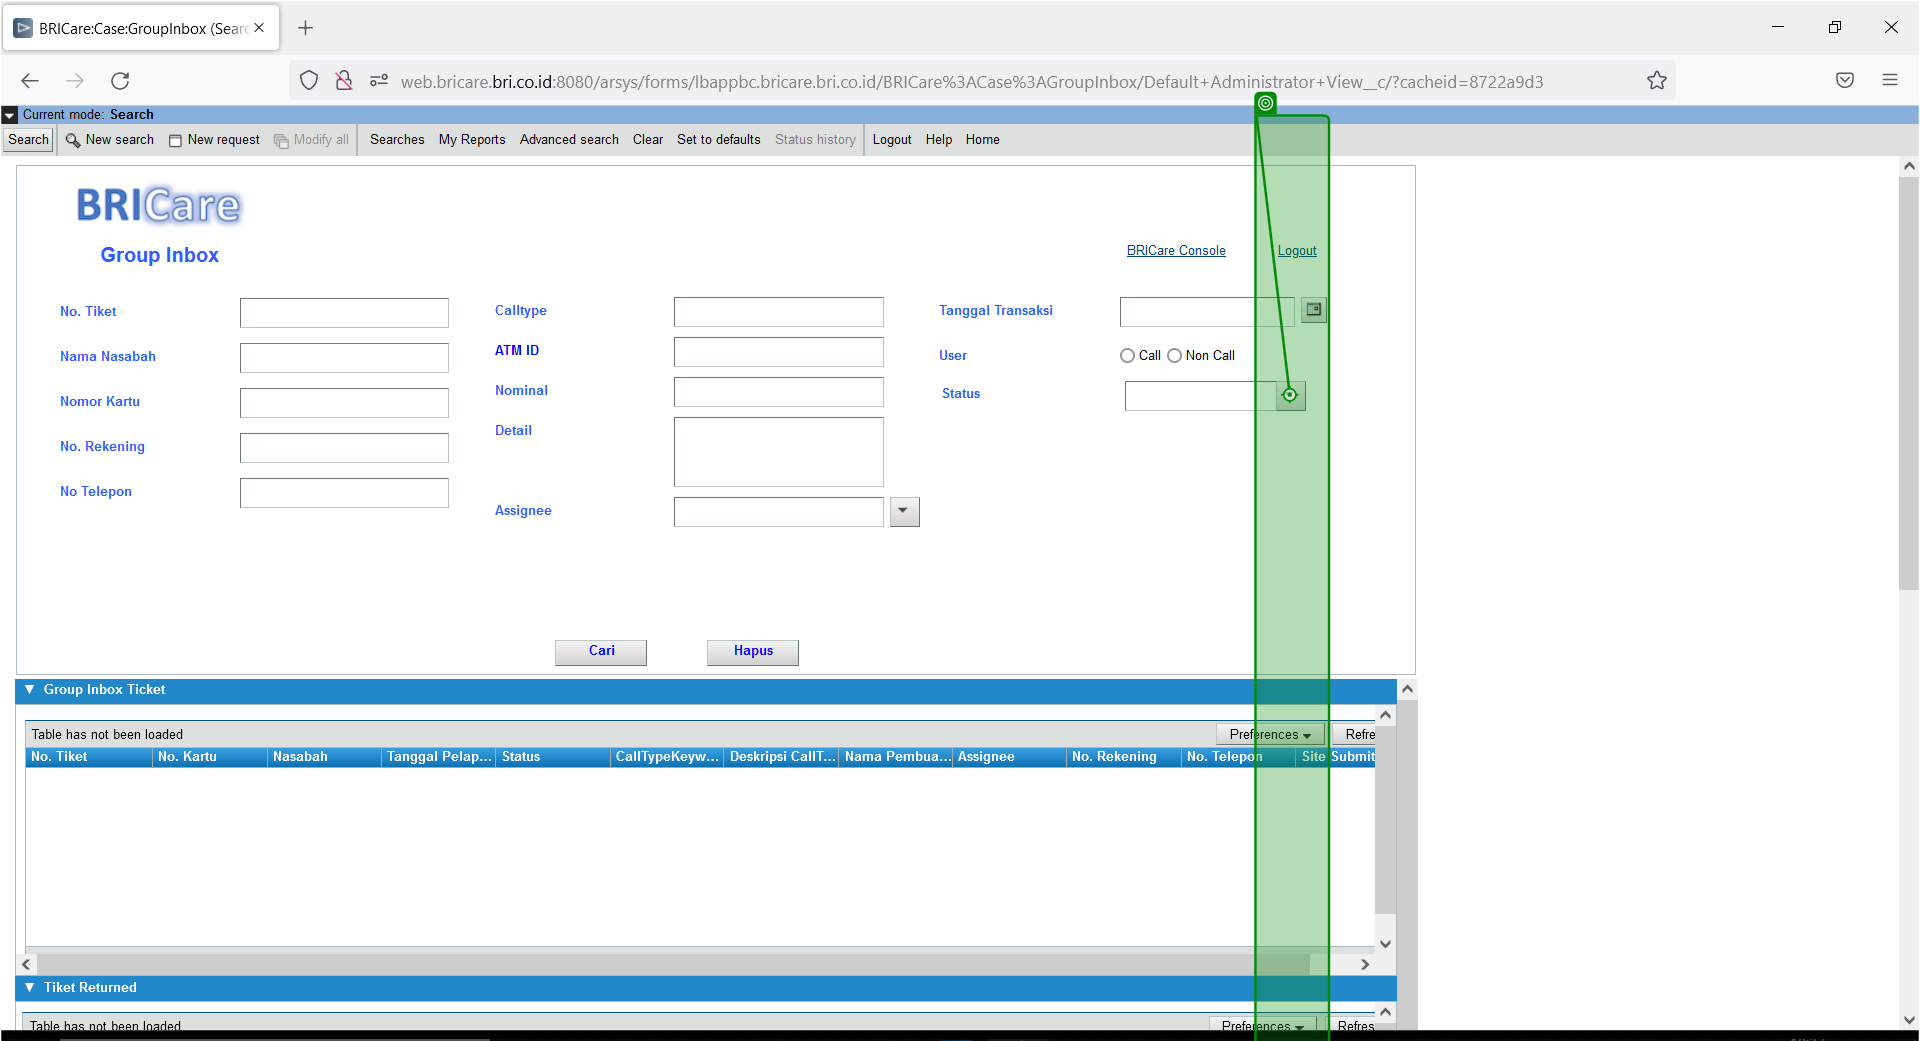 BRICare:Case:GroupInbox (Searc
web.bricare.bri.co.id:8080/arsys/forms/lbappbc.bricare.bri.co.id/BRICare%3ACase%3AGroupInbox/Default+Administrator+View__c/?cacheid=8722a9d3
Current mode: Search
Search New search New request Modify all Searches My Reports Advanced search Clear Set to defaults Status history Logout Help Home
BRICare
Group Inbox
BRICare Console Logout
No. Tiket Calltype Tanggal Transaksi
Nama Nasabah ATM ID User Call Non Call
Nomor Kartu Nominal Status
No. Rekening Detail
No Telepon Assignee
Cari Hapus
Group Inbox Ticket
Table has not been loaded Preferences Refre
No. Tiket No. Kartu Nasabah Tanggal Pelap... Status CallTypeKeyw... Deskripsi CallT... Nama Pembua... Assignee No. Rekening No. Telepon Site Submit
Tiket Returned
Table has not been loaded Preferences Refres